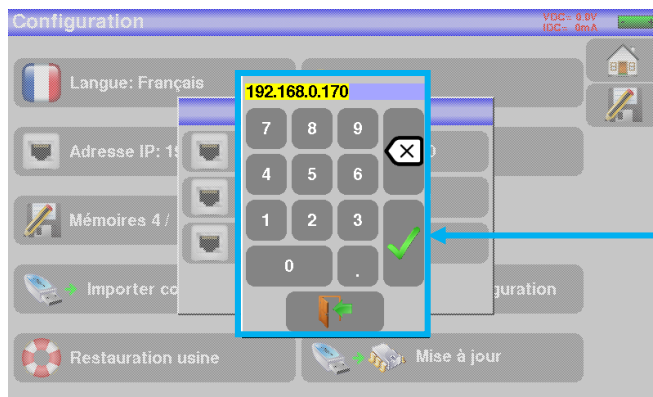 Configuration
VDC= 0.0V
IDC= 0mA
Langue: Français
192.168.0.170
7 8 9
Adresse IP: 19
4 5 6
Mémoires 4 /
1 2 3
0 .
Importer co
guration
Restauration usine
Mise à jour